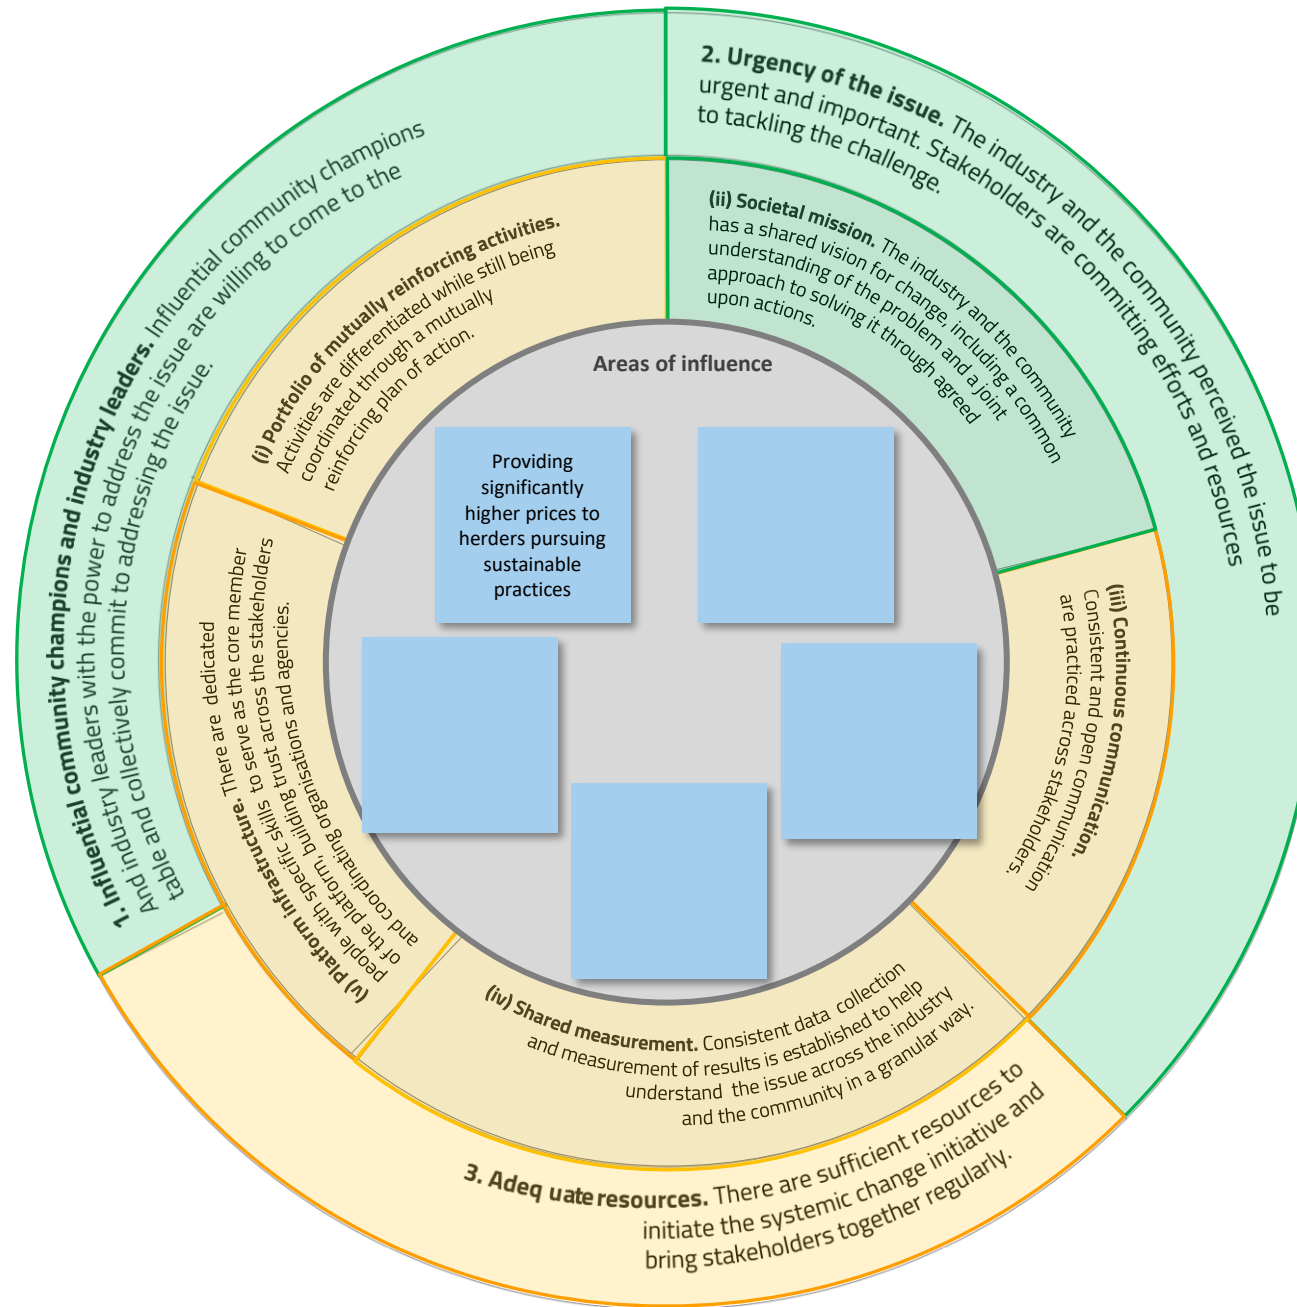 1. Influential community champions and industry leaders. Influential community champions
And industry leaders with the power to address the issue are willing to come to the
table and collectively commit to addressing the issue.
2. Urgency of the issue. The industry and the community perceived the issue to be
urgent and important. Stakeholders are committing efforts and resources
to tackling the challenge.
(i) Portfolio of mutually reinforcing activities.
Activities are differentiated while still being
coordinated through a mutually
reinforcing plan of action.
(ii) Societal mission. The industry and the community
has a shared vision for change, including a common
understanding of the problem and a joint
approach to solving it through agreed
upon actions.
Areas of influence
Providing
significantly
higher prices to
herders pursuing
sustainable
practices
(iii) Continuous communication.
Consistent and open communication
are practiced across stakeholders.
(v) Platform infrastructure. There are dedicated
people with specific skills to serve as the core member
of the platform, building trust across the stakeholders
and coordinating organisations and agencies.
(iv) Shared measurement. Consistent data collection
and measurement of results is established to help
understand the issue across the industry
and the community in a granular way.
3. Adeq uate resources. There are sufficient resources to
initiate the systemic change initiative and
bring stakeholders together regularly.